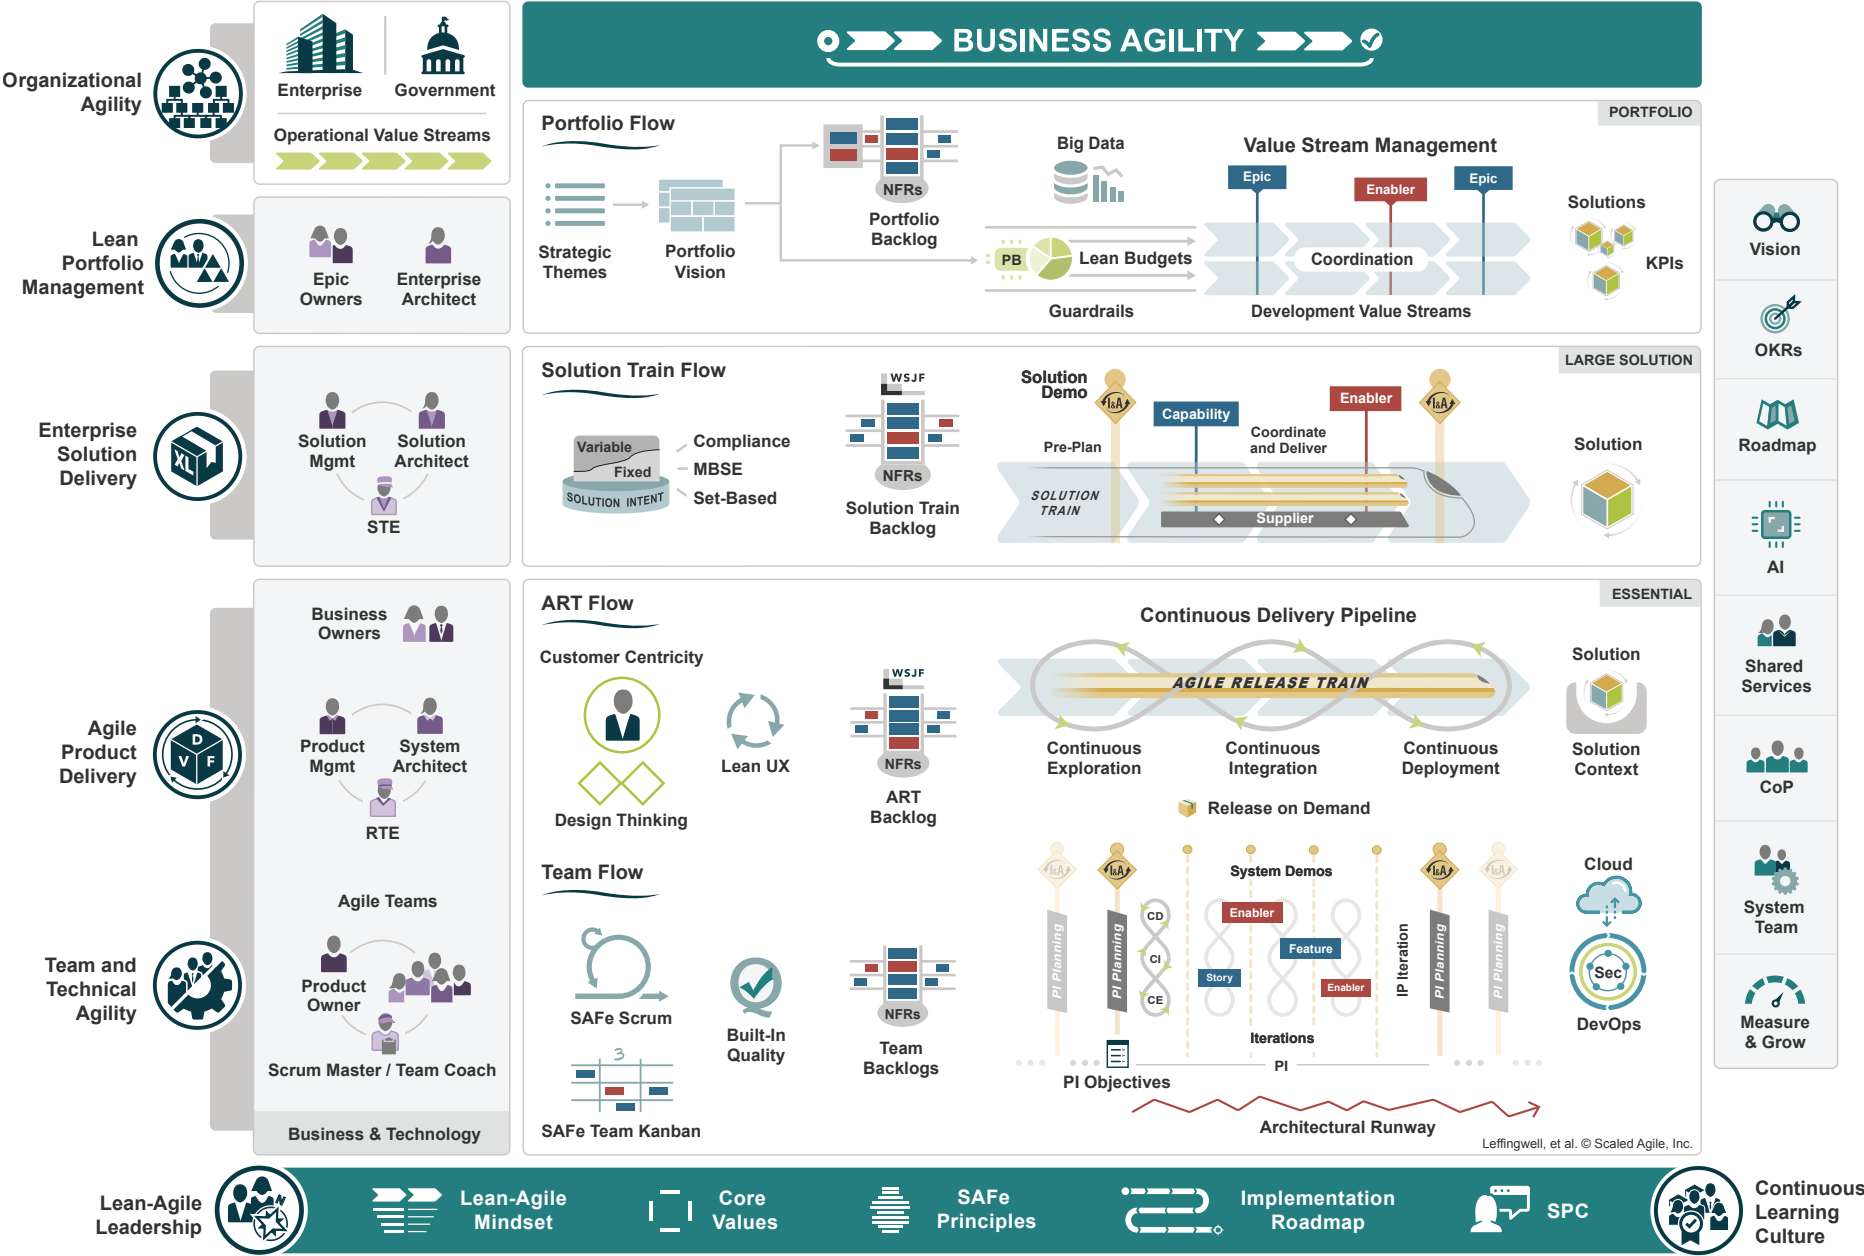 BUSINESS AGILITY
Organizational
Agility
Enterprise
Government
Operational Value Streams
Lean
Portfolio
Management
Epic
Owners
Enterprise
Architect
PORTFOLIO
Portfolio Flow
Strategic
Themes
Portfolio
Vision
NFRs
Portfolio
Backlog
Big Data
PB
Lean Budgets
Guardrails
Value Stream Management
Epic
Enabler
Epic
Coordination
Development Value Streams
Solutions
KPIs
Enterprise
Solution
Delivery
XL
Solution
Mgmt
Solution
Architect
STE
LARGE SOLUTION
Solution Train Flow
Variable
Fixed
SOLUTION INTENT
Compliance
MBSE
Set-Based
WSJF
NFRs
Solution Train
Backlog
Solution
Demo
I&A
Pre-Plan
Capability
Coordinate
and Deliver
Enabler
I&A
SOLUTION
TRAIN
Supplier
Solution
Agile
Product
Delivery
D
V F
Business
Owners
Product
Mgmt
System
Architect
RTE
ESSENTIAL
ART Flow
Customer Centricity
Design Thinking
Lean UX
WSJF
NFRs
ART
Backlog
Continuous Delivery Pipeline
AGILE RELEASE TRAIN
Continuous
Exploration
Continuous
Integration
Continuous
Deployment
Release on Demand
Solution
Solution
Context
Team and
Technical
Agility
Agile Teams
Product
Owner
Scrum Master / Team Coach
Business & Technology
Team Flow
SAFe Scrum
3
SAFe Team Kanban
Built-In
Quality
NFRs
Team
Backlogs
I&A
I&A
System Demos
I&A
I&A
PI Planning
PI Planning
CD
CI
CE
Enabler
Feature
Story
Enabler
IP Iteration
PI Planning
PI Planning
Iterations
PI
PI Objectives
Architectural Runway
Cloud
Sec
DevOps
Leffingwell, et al. © Scaled Agile, Inc.
Vision
OKRs
Roadmap
AI
Shared
Services
CoP
System
Team
Measure
& Grow
Lean-Agile
Leadership
N
Lean-Agile
Mindset
Core
Values
SAFe
Principles
Implementation
Roadmap
SPC
Continuous
Learning
Culture